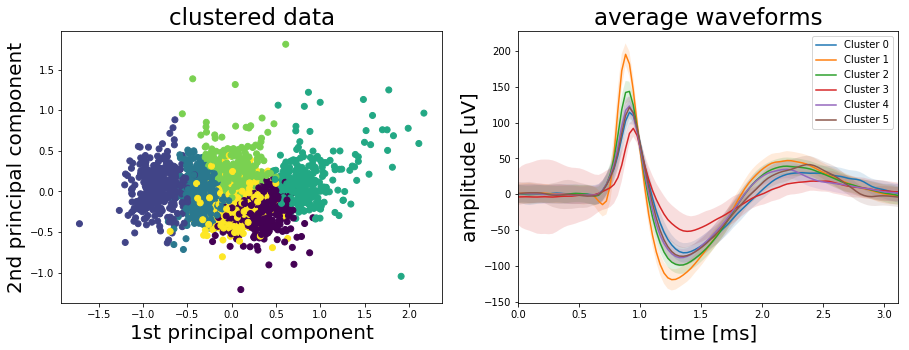 clustered data
2nd principal component
1.5
1.0
0.5
0.0
−0.5
−1.0
−1.5
−1.0
−0.5
0.0
0.5
1.0
1.5
2.0
1st principal component
average waveforms
amplitude [uV]
200
150
100
50
0
−50
−100
−150
Cluster 0
Cluster 1
Cluster 2
Cluster 3
Cluster 4
Cluster 5
0.0
0.5
1.0
1.5
2.0
2.5
3.0
time [ms]